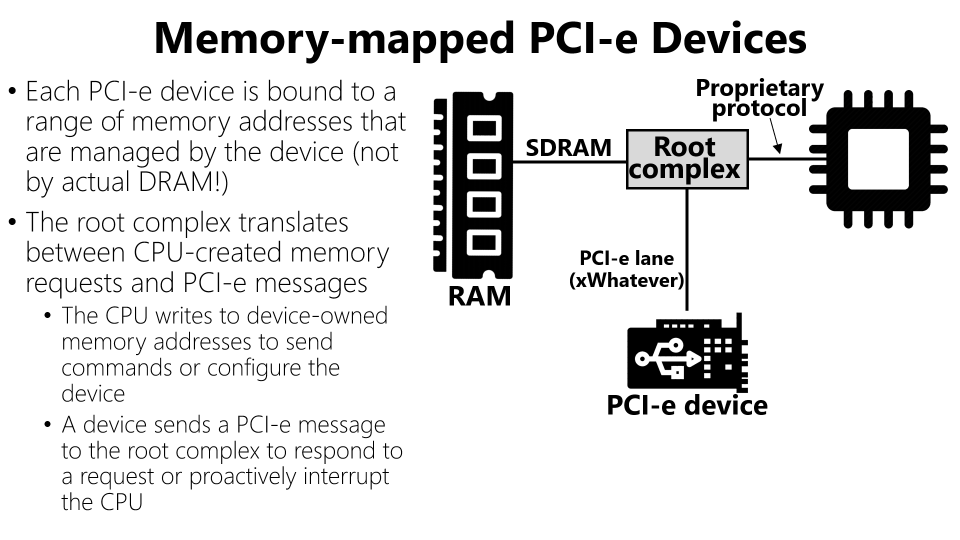 Memory-mapped PCI-e Devices
• Each PCI-e device is bound to a
range of memory addresses that
are managed by the device (not
by actual DRAM!)
• The root complex translates
between CPU-created memory
requests and PCI-e messages
• The CPU writes to device-owned
memory addresses to send
commands or configure the
device
• A device sends a PCI-e message
to the root complex to respond to
a request or proactively interrupt
the CPU
Proprietary
protocol
SDRAM
Root
complex
PCI-e lane
(xWhatever)
RAM
PCI-e device